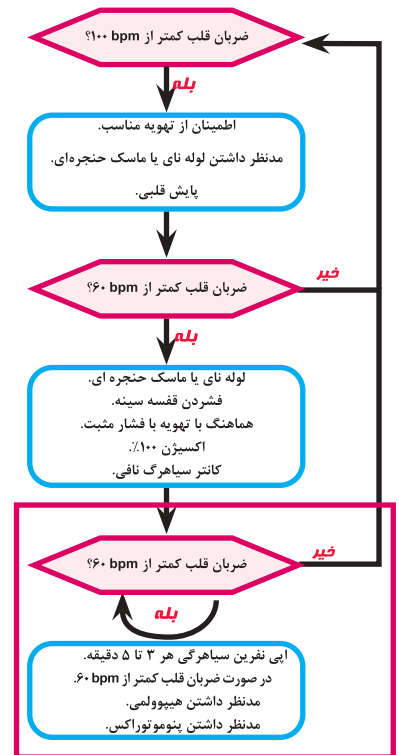 ضربان قلب کمتر از ۱۰۰ bpm؟
بله
اطمینان از تهویه مناسب.
مدنظر داشتن لوله نای یا ماسک حنجره‌ای.
پایش قلبی.
ضربان قلب کمتر از ۶۰ bpm؟
خیر
بله
لوله نای یا ماسک حنجره ای.
فشردن قفسه سینه.
هماهنگ با تهویه با فشار مثبت.
اکسیژن ۱۰۰٪.
کانتر سیاهرگ نافی.
ضربان قلب کمتر از ۶۰ bpm؟
خیر
بله
اپی نفرین سیاهرگی هر ۳ تا ۵ دقیقه.
در صورت ضربان قلب کمتر از ۶۰ bpm.
مدنظر داشتن هیپوولمی.
مدنظر داشتن پنوموتوراکس.